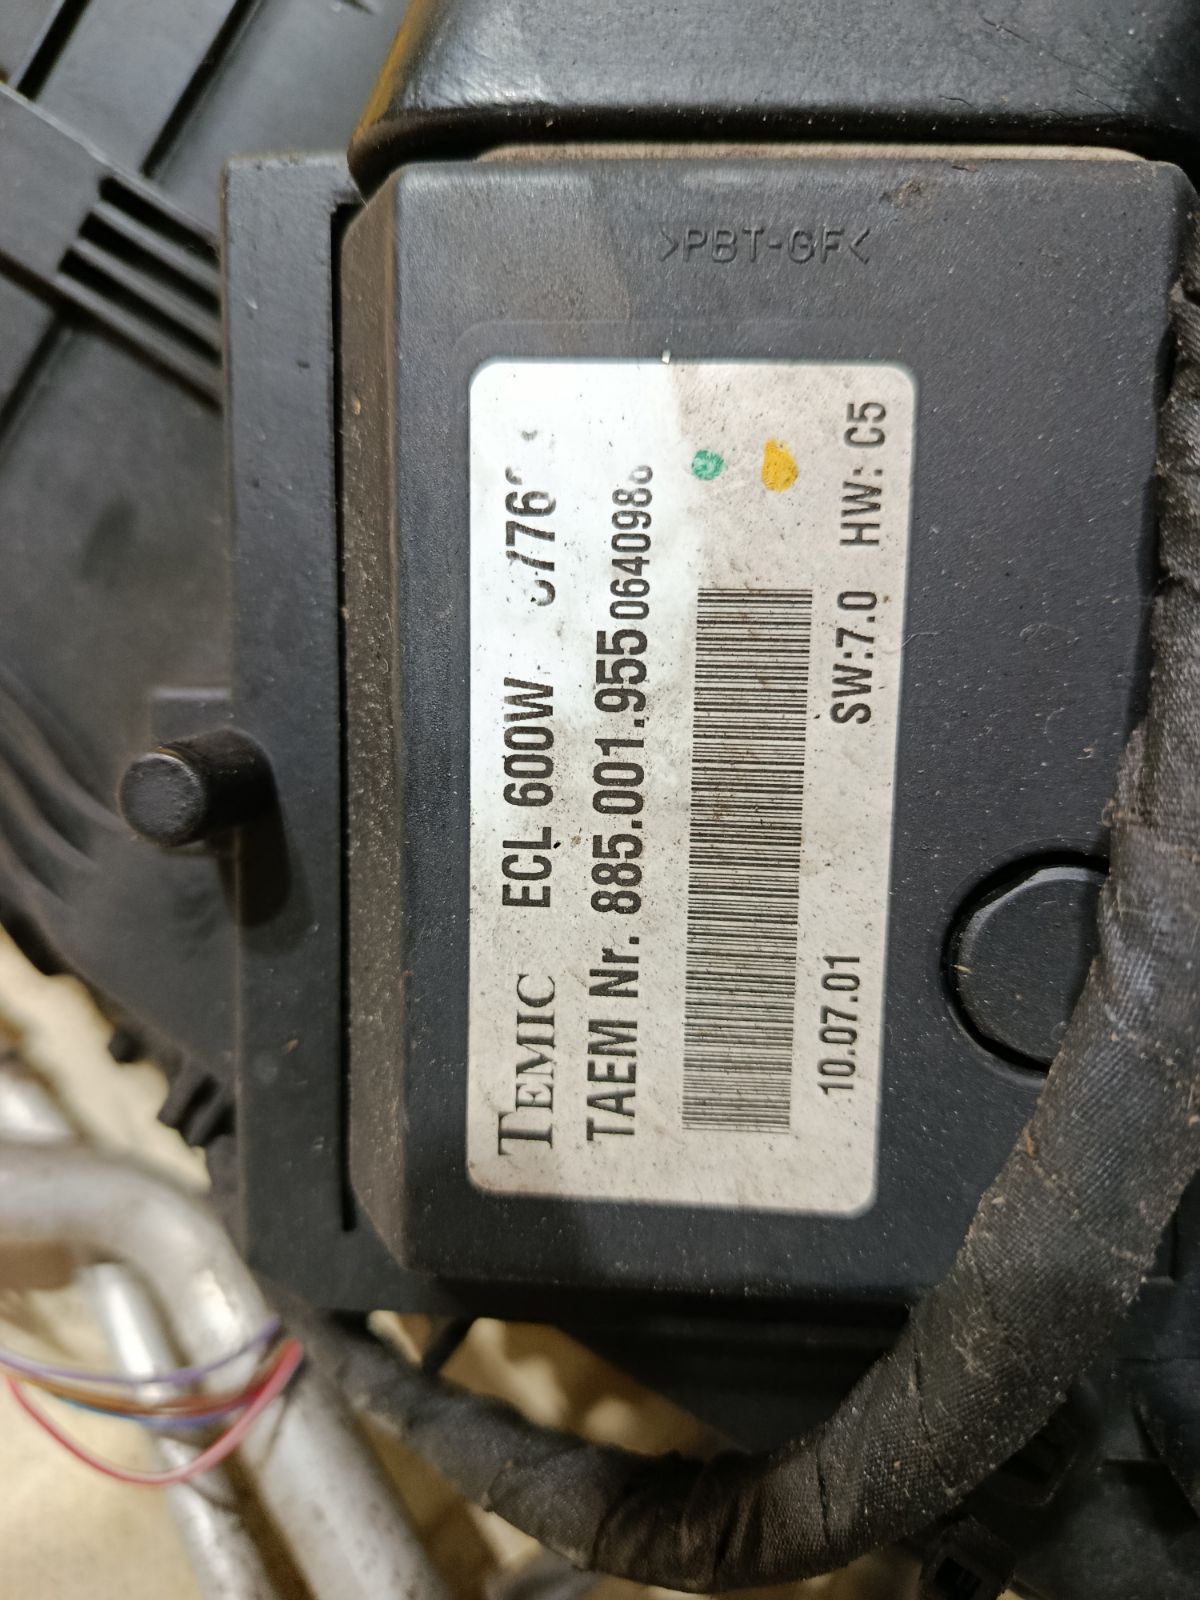 >PBT-GF<
TEMIC ECL 600W
TAEM Nr. 885.001.955
10.07.01 SW:7.0 HW: C5